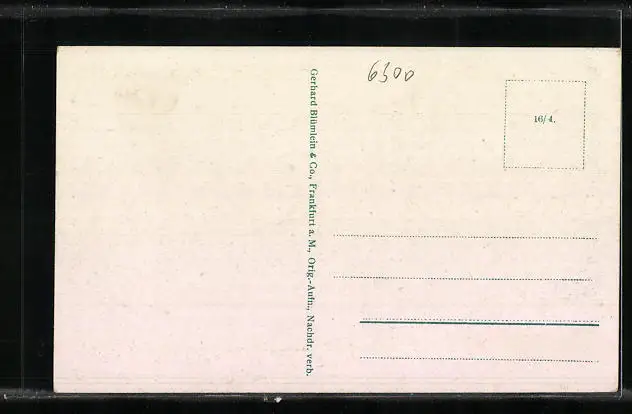 6300
16/4.
Gerhard Blümlein & Co., Frankfurt a. M., Orig.-Aufn., Nachdr. verb.